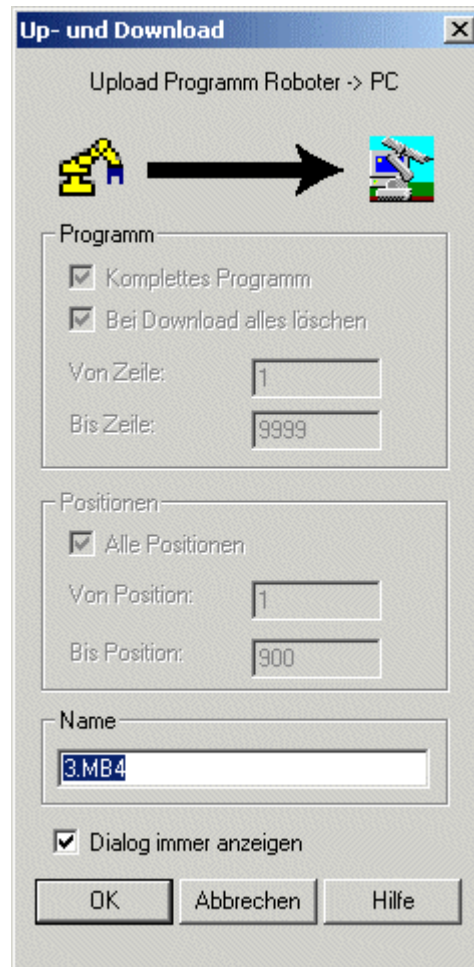 Up- und Download
Upload Programm Roboter -> PC
Programm
Komplettes Programm
Bei Download alles löschen
Von Zeile: 1
Bis Zeile: 9999
Positionen
Alle Positionen
Von Position: 1
Bis Position: 900
Name
3.MB4
Dialog immer anzeigen
OK Abbrechen Hilfe